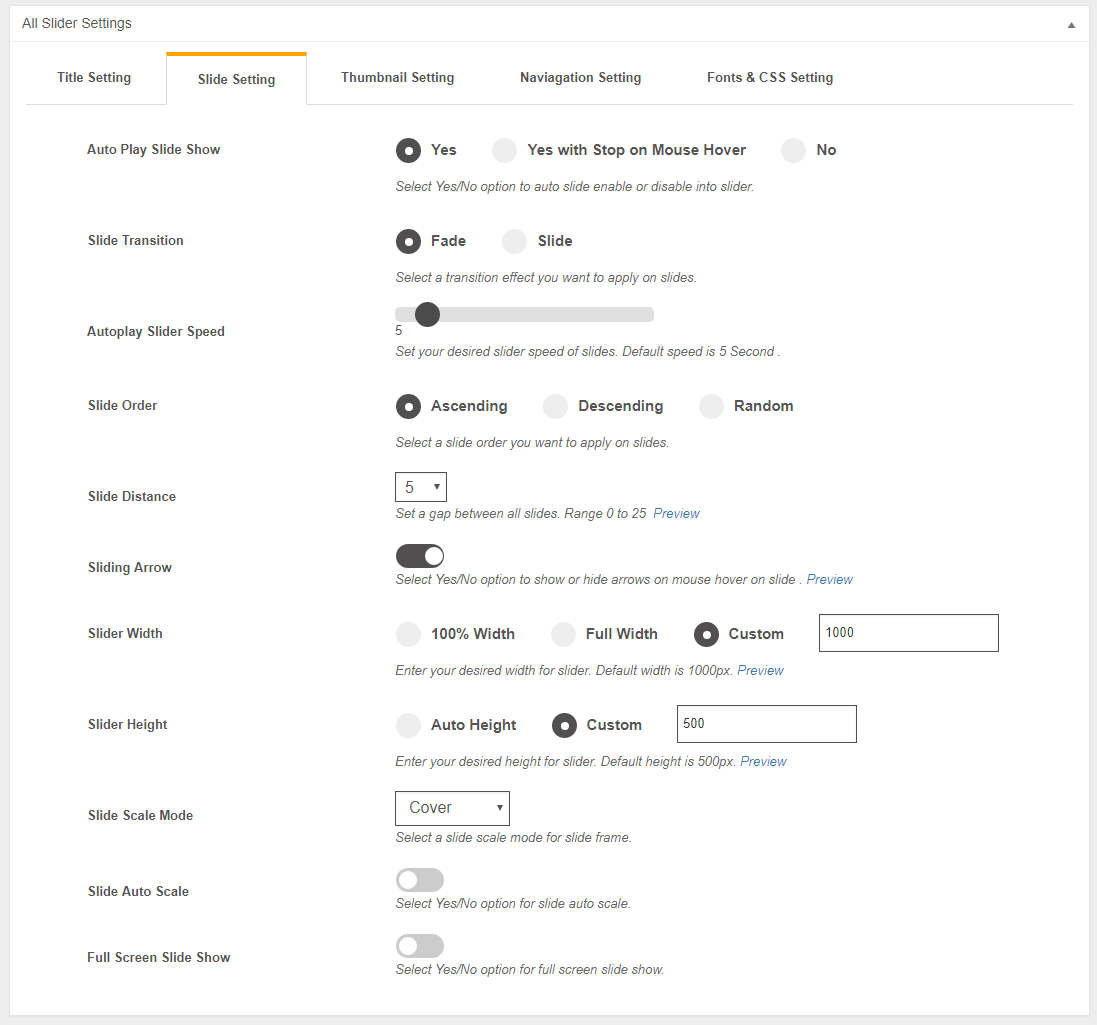 All Slider Settings
Title Setting Slide Setting Thumbnail Setting Naviagation Setting Fonts & CSS Setting
Auto Play Slide Show Yes Yes with Stop on Mouse Hover No
Select Yes/No option to auto slide enable or disable into slider.
Slide Transition Fade Slide
Select a transition effect you want to apply on slides.
Autoplay Slider Speed
5
Set your desired slider speed of slides. Default speed is 5 Second .
Slide Order Ascending Descending Random
Select a slide order you want to apply on slides.
Slide Distance 5
Set a gap between all slides. Range 0 to 25 Preview
Sliding Arrow
Select Yes/No option to show or hide arrows on mouse hover on slide . Preview
Slider Width 100% Width Full Width Custom 1000
Enter your desired width for slider. Default width is 1000px. Preview
Slider Height Auto Height Custom 500
Enter your desired height for slider. Default height is 500px. Preview
Slide Scale Mode Cover
Select a slide scale mode for slide frame.
Slide Auto Scale
Select Yes/No option for slide auto scale.
Full Screen Slide Show
Select Yes/No option for full screen slide show.